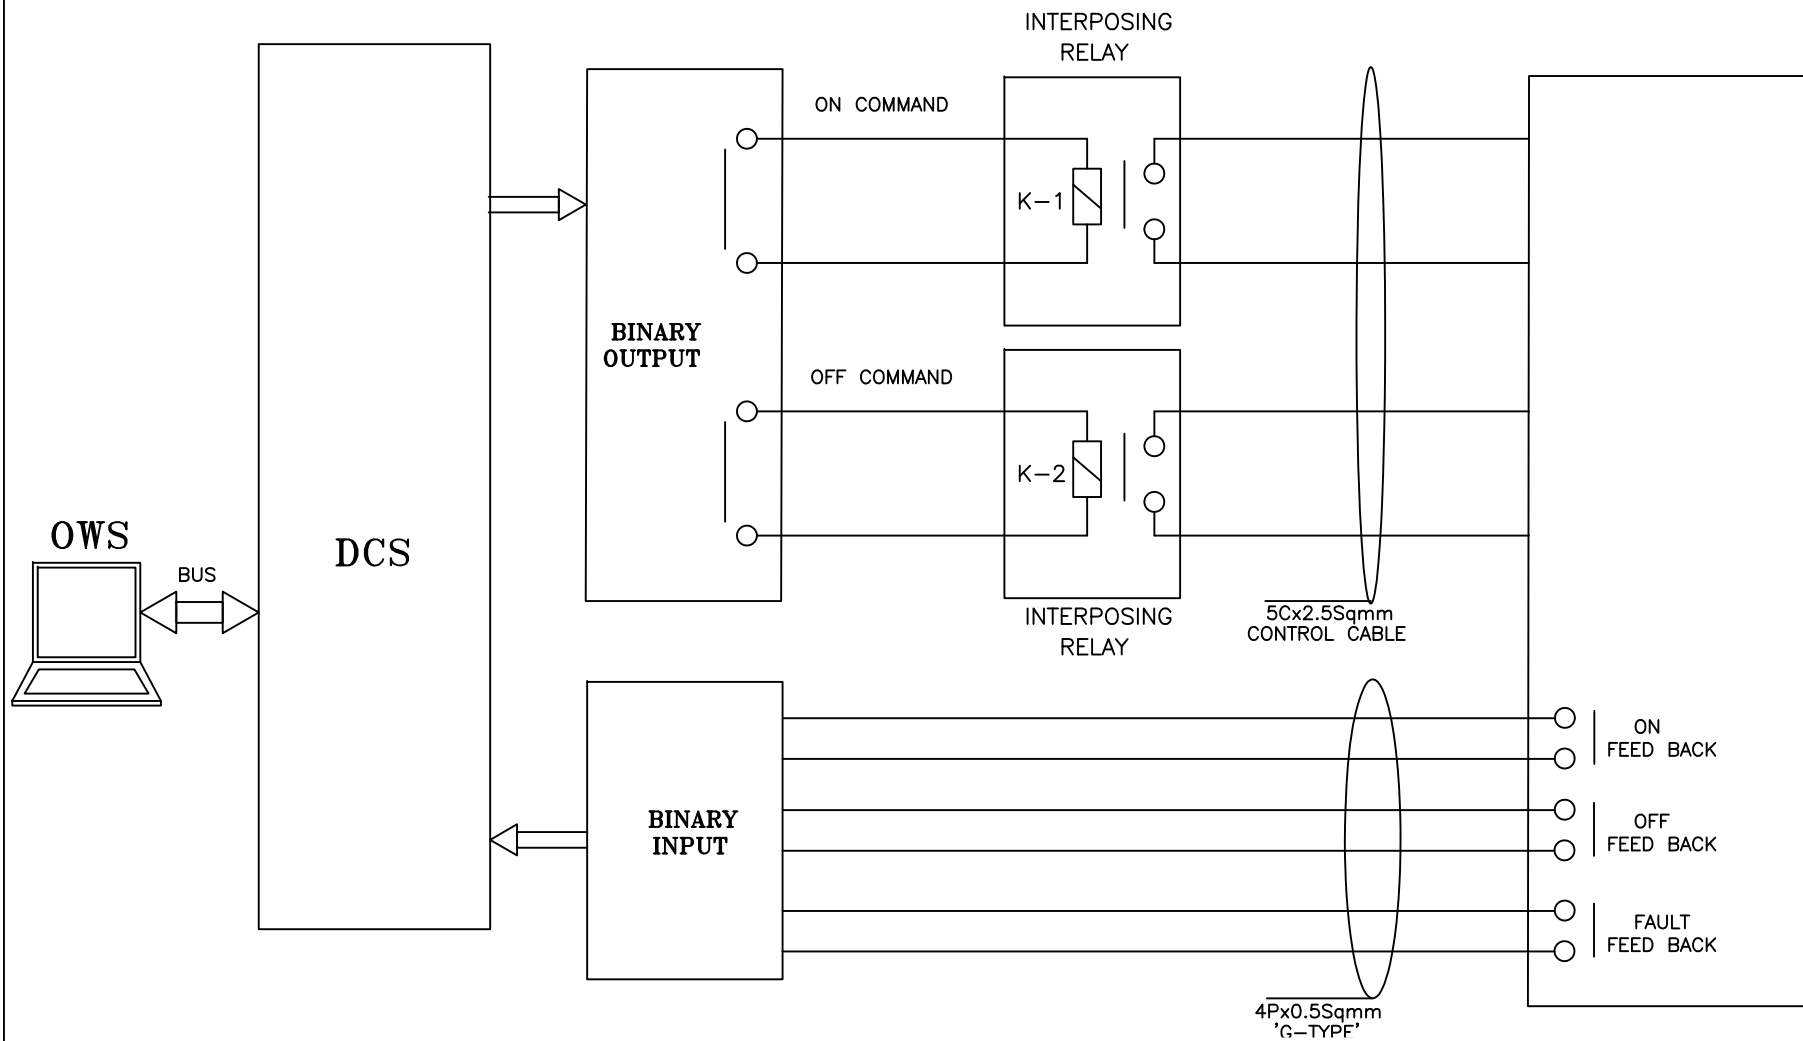 INTERPOSING
RELAY
ON COMMAND
K-1
BINARY
OUTPUT
OFF COMMAND
K-2
OWS
DCS
BUS
INTERPOSING
RELAY
5Cx2.5Sqmm
CONTROL CABLE
ON
FEED BACK
BINARY
INPUT
OFF
FEED BACK
FAULT
FEED BACK
4Px0.5Sqmm
'G-TYPE'